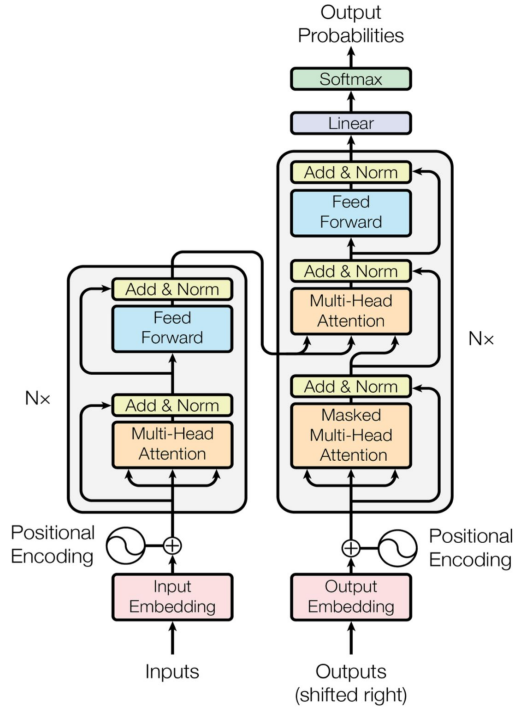 Output
Probabilities
Softmax
Linear
Add & Norm
Feed
Forward
Add & Norm
Multi-Head
Attention
Add & Norm
Masked
Multi-Head
Attention
N×
Positional
Encoding
Output
Embedding
Outputs
(shifted right)
Add & Norm
Feed
Forward
Add & Norm
Multi-Head
Attention
N×
Positional
Encoding
Input
Embedding
Inputs